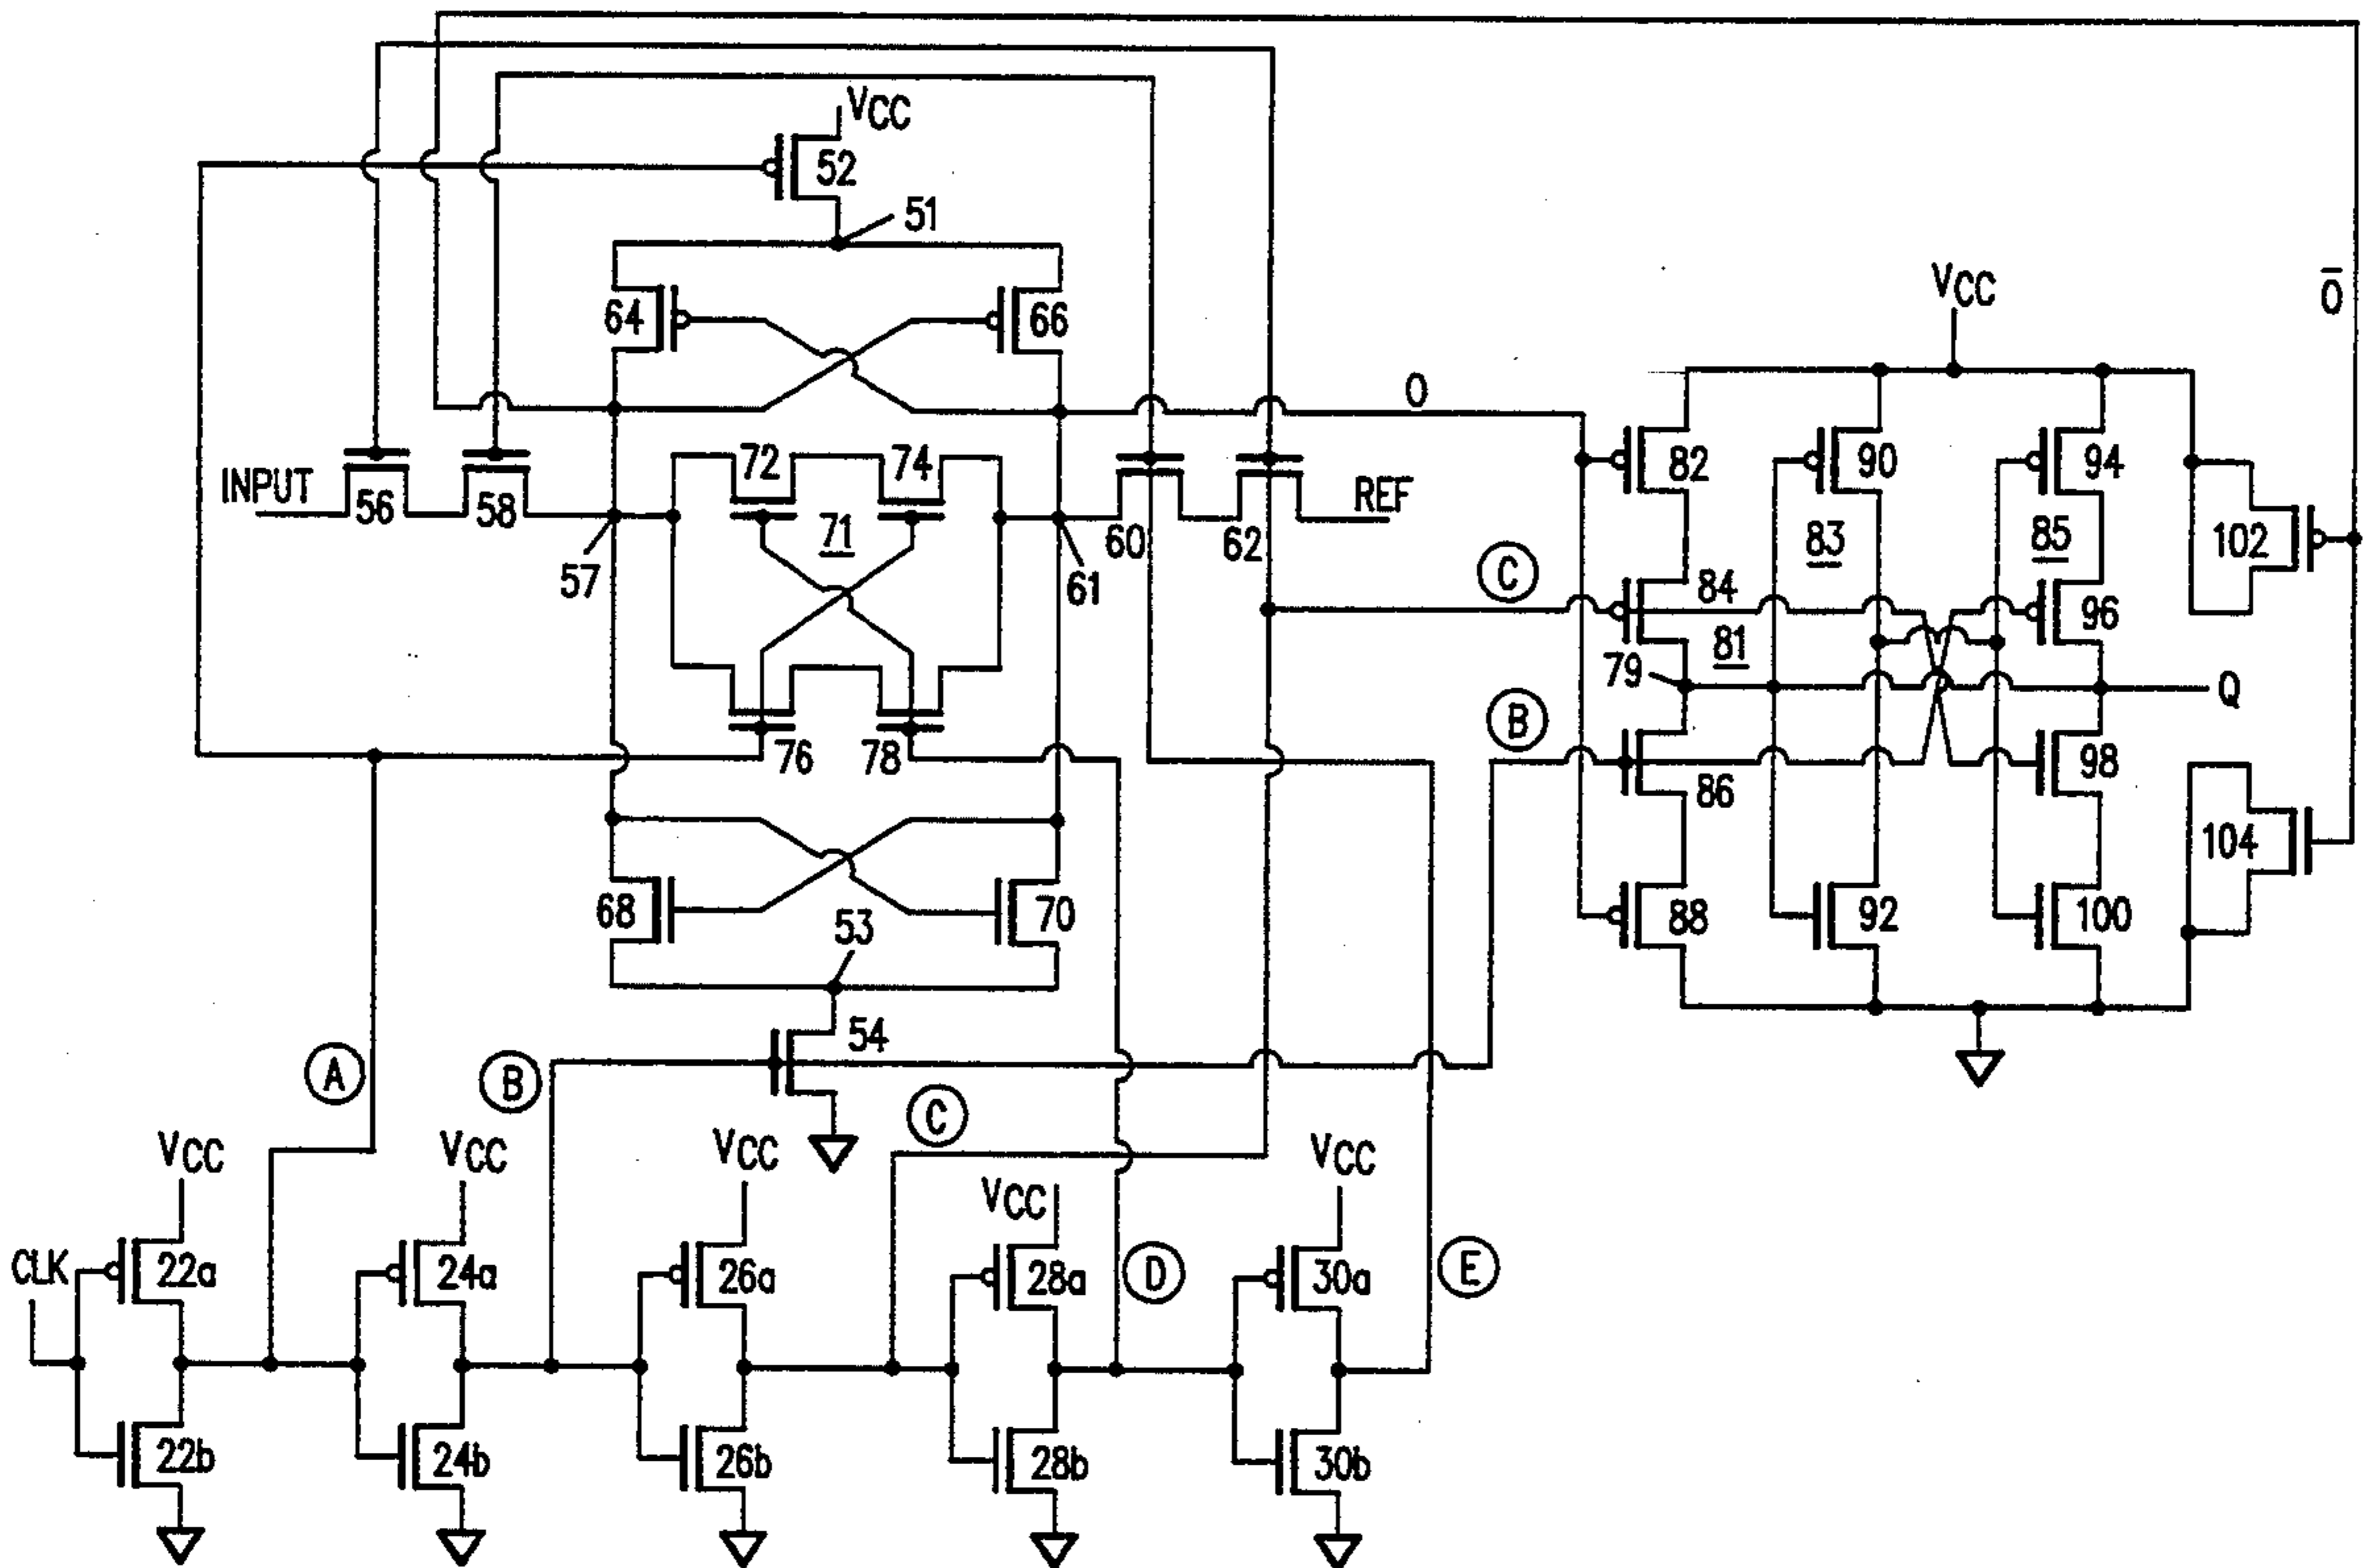 VCC
52
51
64
66
O
Ō
VCC
72
74
82
90
94
INPUT
56
58
71
60
62
REF
83
85
102
57
61
C
84
96
81
79
Q
B
76
78
86
98
104
68
70
53
88
92
100
54
A
B
C
VCC
VCC
VCC
VCC
VCC
CLK
22a
24a
26a
28a
D
30a
E
22b
24b
26b
28b
30b